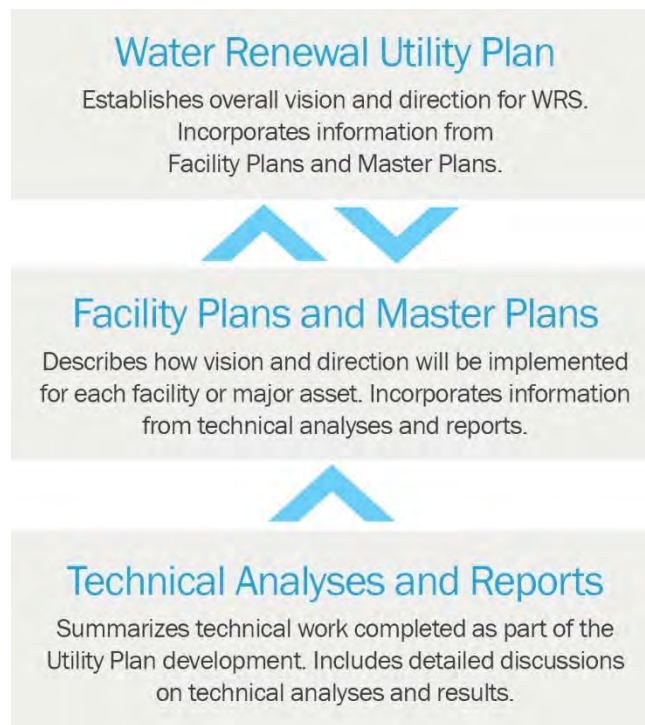 Water Renewal Utility Plan
Establishes overall vision and direction for WRS.
Incorporates information from
Facility Plans and Master Plans.
Facility Plans and Master Plans
Describes how vision and direction will be implemented
for each facility or major asset. Incorporates information
from technical analyses and reports.
Technical Analyses and Reports
Summarizes technical work completed as part of the
Utility Plan development. Includes detailed discussions
on technical analyses and results.